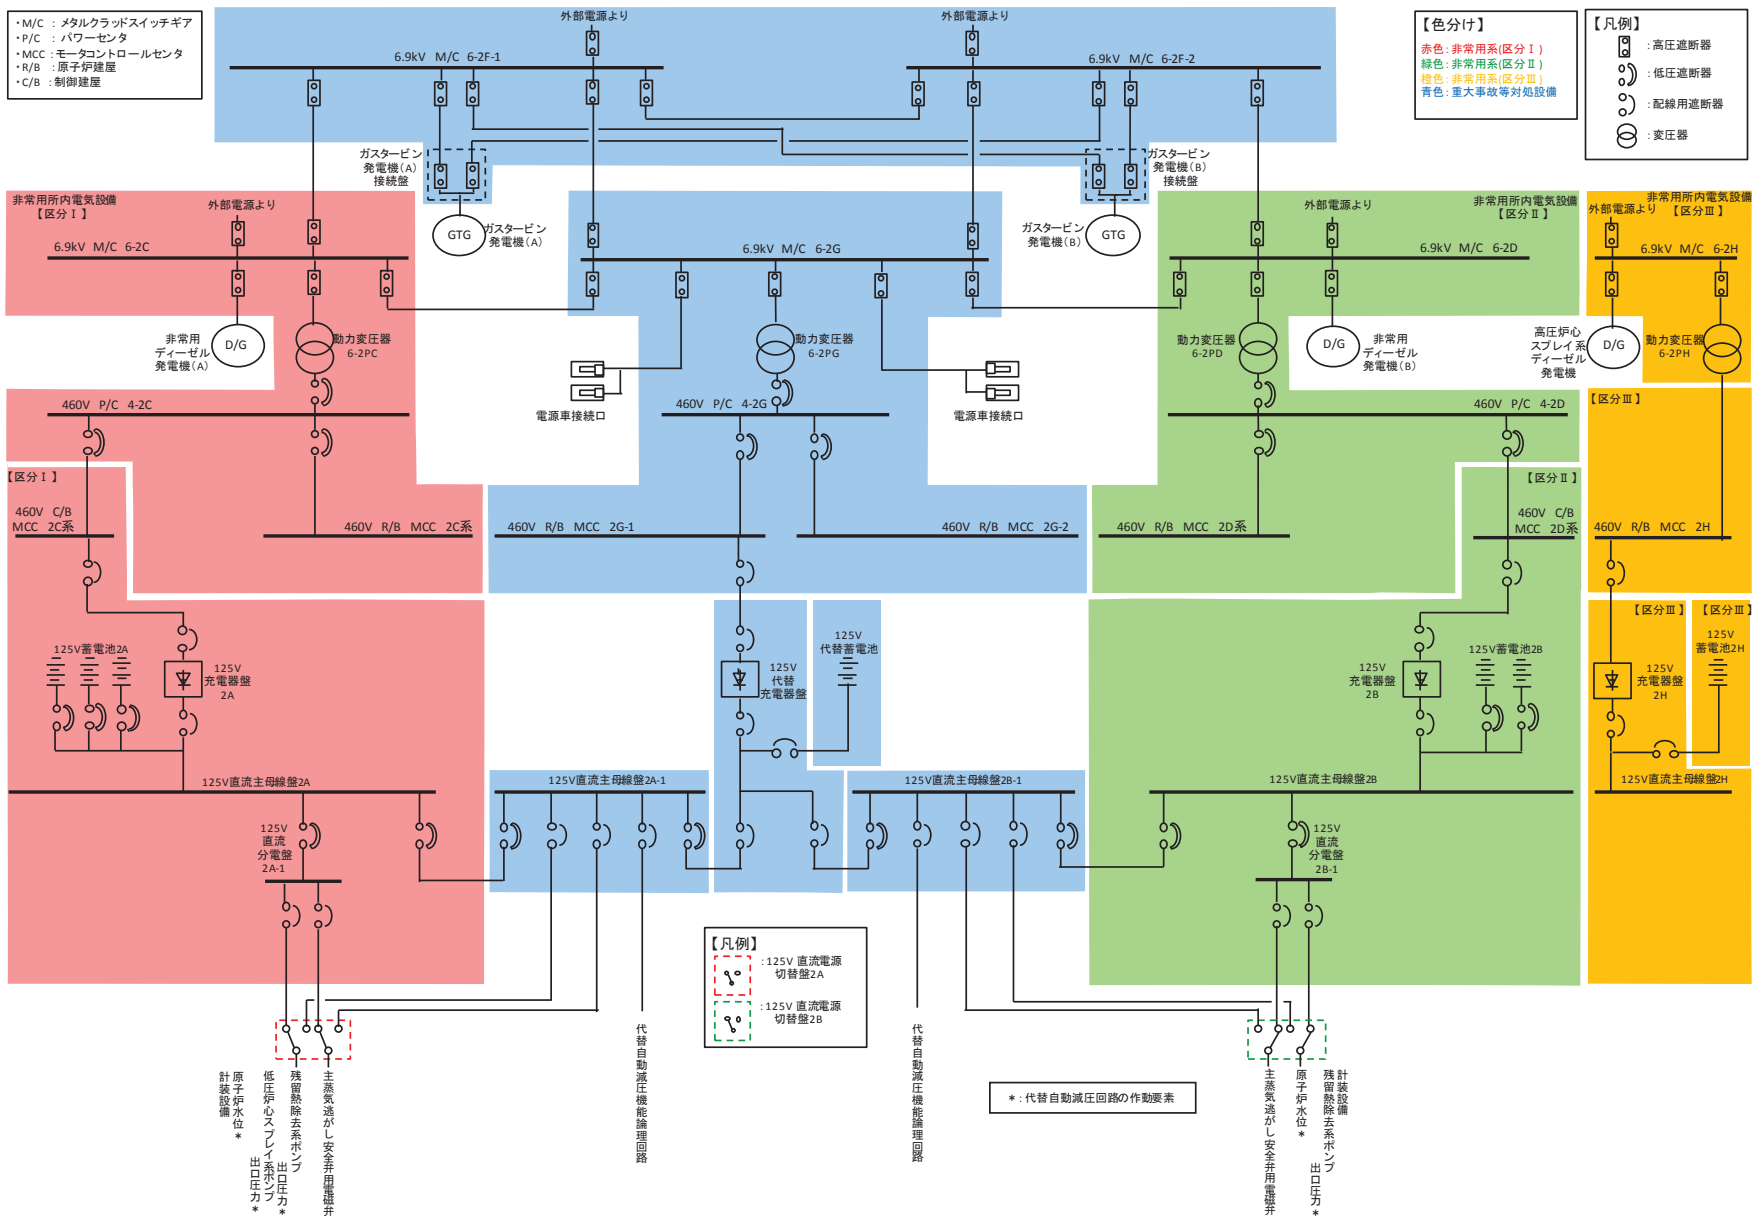 ・M/C : メタルクラッドスイッチギア
・P/C : パワーセンタ
・MCC : モータコントロールセンタ
・R/B : 原子炉建屋
・C/B : 制御建屋
外部電源より
外部電源より
6.9kV M/C 6-2F-1
6.9kV M/C 6-2F-2
【色分け】
赤色：非常用系(区分Ⅰ)
緑色：非常用系(区分Ⅱ)
橙色：非常用系(区分Ⅲ)
青色：重大事故等対処設備
【凡例】
：高圧遮断器
：低圧遮断器
：配線用遮断器
：変圧器
ガスタービン
発電機(A)
接続盤
ガスタービン
発電機(B)
接続盤
GTG
ガスタービン
発電機(A)
ガスタービン
発電機(B)
GTG
非常用所内電気設備
【区分Ⅰ】
外部電源より
6.9kV M/C 6-2C
6.9kV M/C 6-2G
外部電源より
非常用所内電気設備
【区分Ⅱ】
6.9kV M/C 6-2D
非常用所内電気設備
【区分Ⅲ】
外部電源より
6.9kV M/C 6-2H
非常用
ディーゼル
発電機(A)
D/G
動力変圧器
6-2PC
動力変圧器
6-2PG
動力変圧器
6-2PD
D/G
非常用
ディーゼル
発電機(B)
高圧炉心
スプレイ系
ディーゼル
発電機
D/G
動力変圧器
6-2PH
電源車接続口
電源車接続口
460V P/C 4-2C
460V P/C 4-2G
460V P/C 4-2D
【区分Ⅲ】
【区分Ⅰ】
【区分Ⅱ】
460V C/B
MCC 2C系
460V R/B MCC 2C系
460V R/B MCC 2G-1
460V R/B MCC 2G-2
460V R/B MCC 2D系
460V C/B
MCC 2D系
460V R/B MCC 2H
【区分Ⅲ】
【区分Ⅲ】
125V蓄電池2A
125V
充電器盤
2A
125V
代替
充電器盤
125V
代替蓄電池
125V
充電器盤
2B
125V蓄電池2B
125V
充電器盤
2H
125V
蓄電池2H
125V直流主母線盤2A
125V直流主母線盤2A-1
125V直流主母線盤2B-1
125V直流主母線盤2B
125V直流主母線盤2H
125V
直流
分電盤
2A-1
125V
直流
分電盤
2B-1
【凡例】
：125V 直流電源
切替盤2A
：125V 直流電源
切替盤2B
原子炉水位*
計装設備
低圧炉心スプレイ系ポンプ
出口圧力*
残留熱除去系ポンプ
出口圧力*
主蒸気逃がし安全弁用電磁弁
代替自動減圧機能論理回路
代替自動減圧機能論理回路
*：代替自動減圧回路の作動要素
主蒸気逃がし安全弁用電磁弁
原子炉水位*
残留熱除去系ポンプ
出口圧力*
計装設備